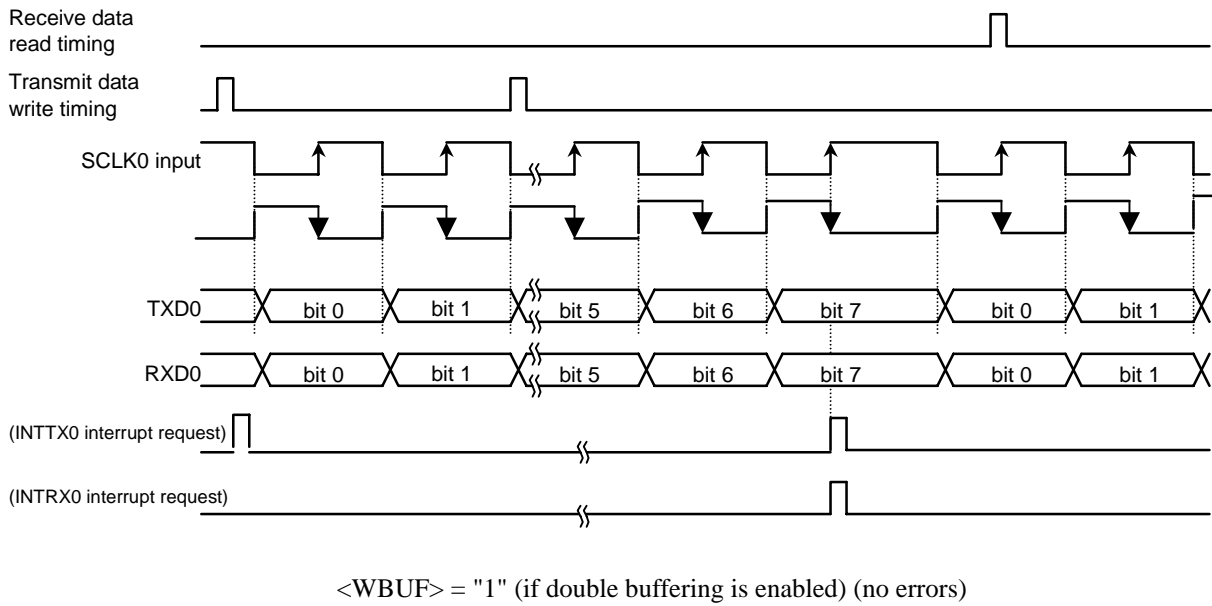 Receive data
read timing
Transmit data
write timing
SCLK0 input
TXD0 bit 0 bit 1 bit 5 bit 6 bit 7 bit 0 bit 1
RXD0 bit 0 bit 1 bit 5 bit 6 bit 7 bit 0 bit 1
(INTTX0 interrupt request)
(INTRX0 interrupt request)
<WBUF> = "1" (if double buffering is enabled) (no errors)